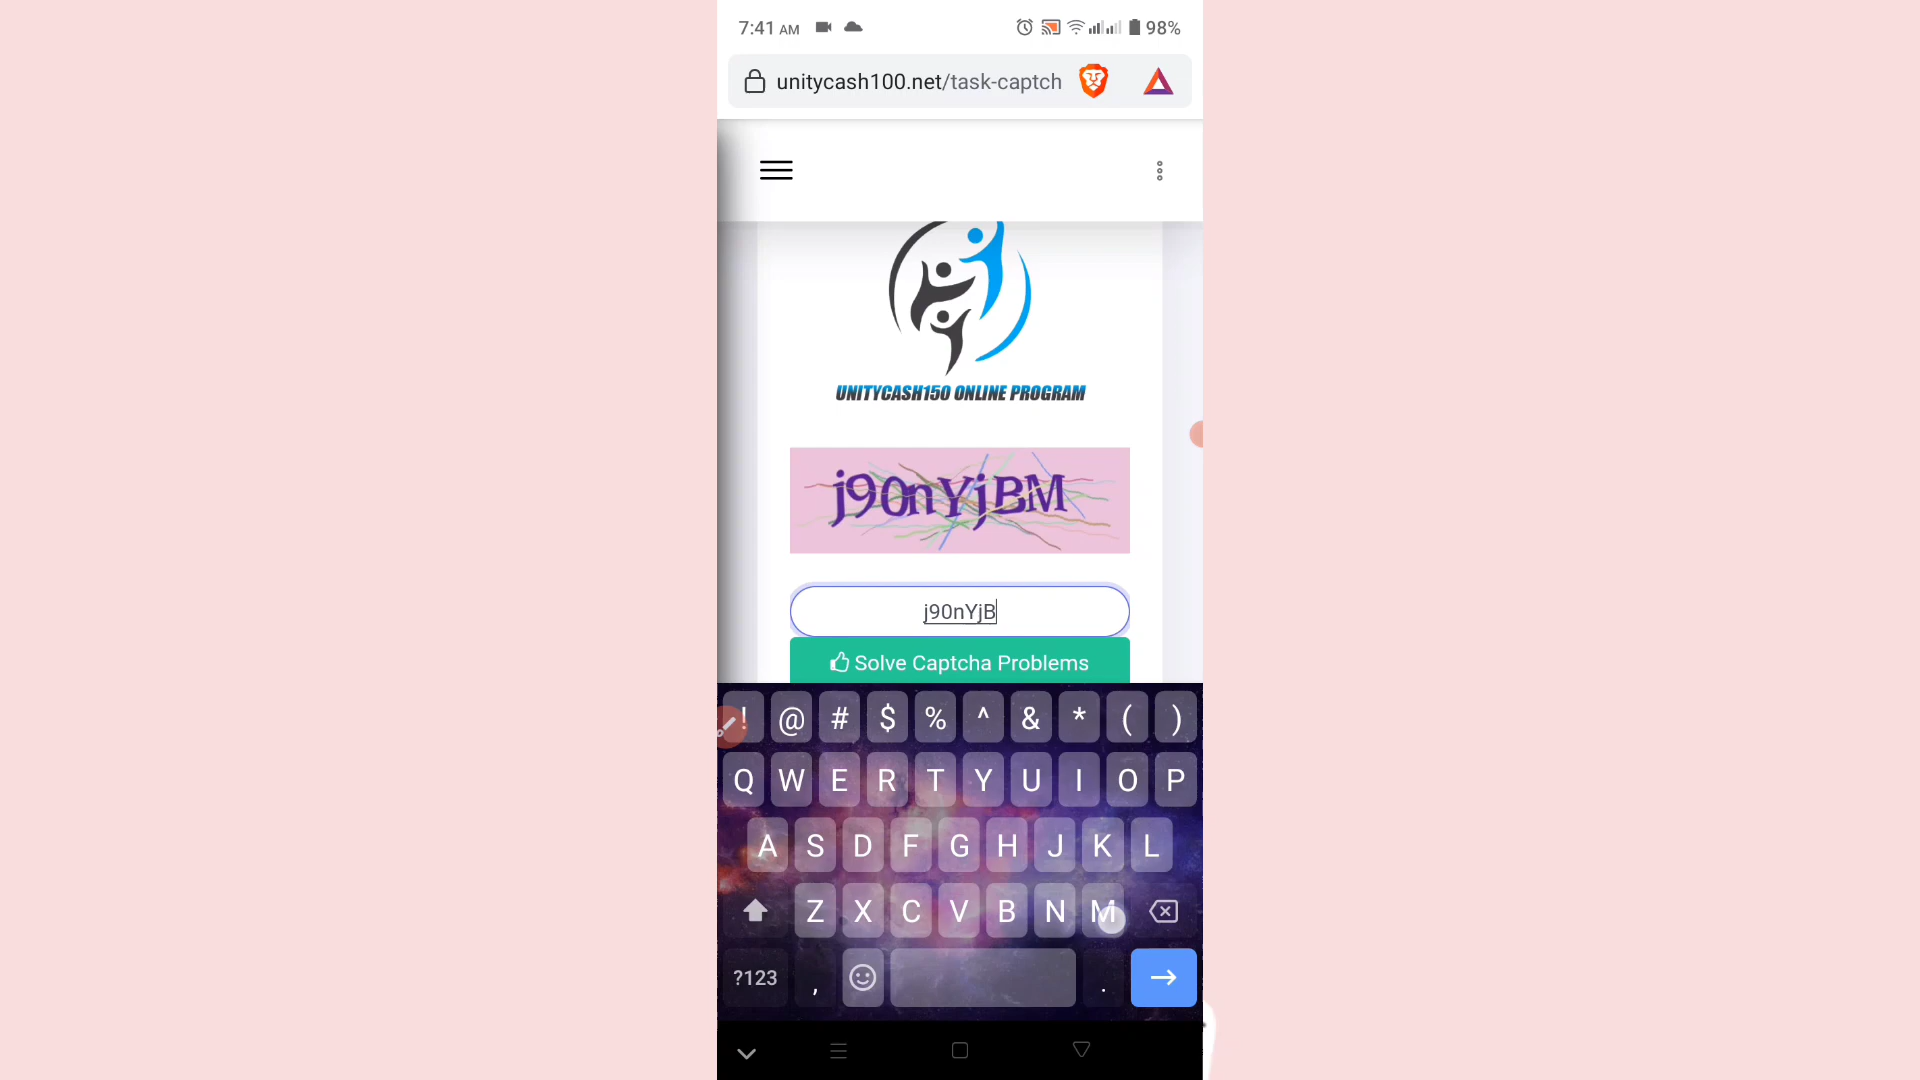 7:41 AM 98%
unitycash100.net/task-captch
UNITYCASH150 ONLINE PROGRAM
j90nYjBM
j90nYjB
Solve Captcha Problems
! @ # $ % ^ & * ( )
Q W E R T Y U I O P
A S D F G H J K L
Z X C V B N M
?123 , .